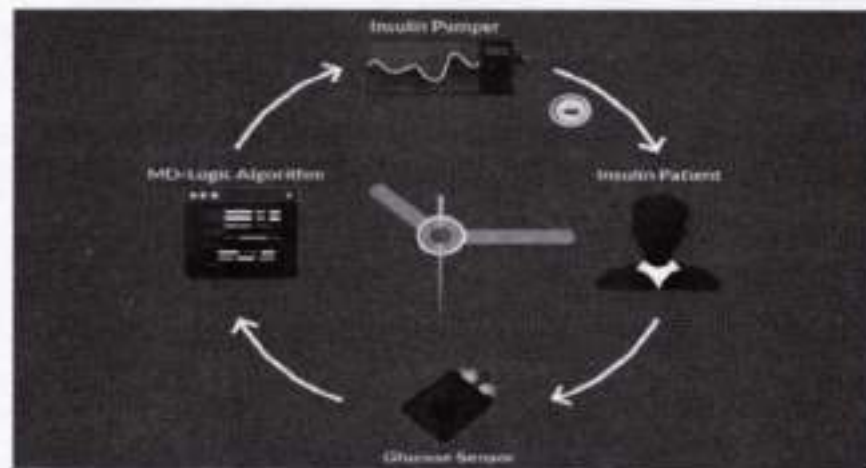 Insulin Pumper
MD-Logic Algorithm
Insulin Patient
Glucose Sensor